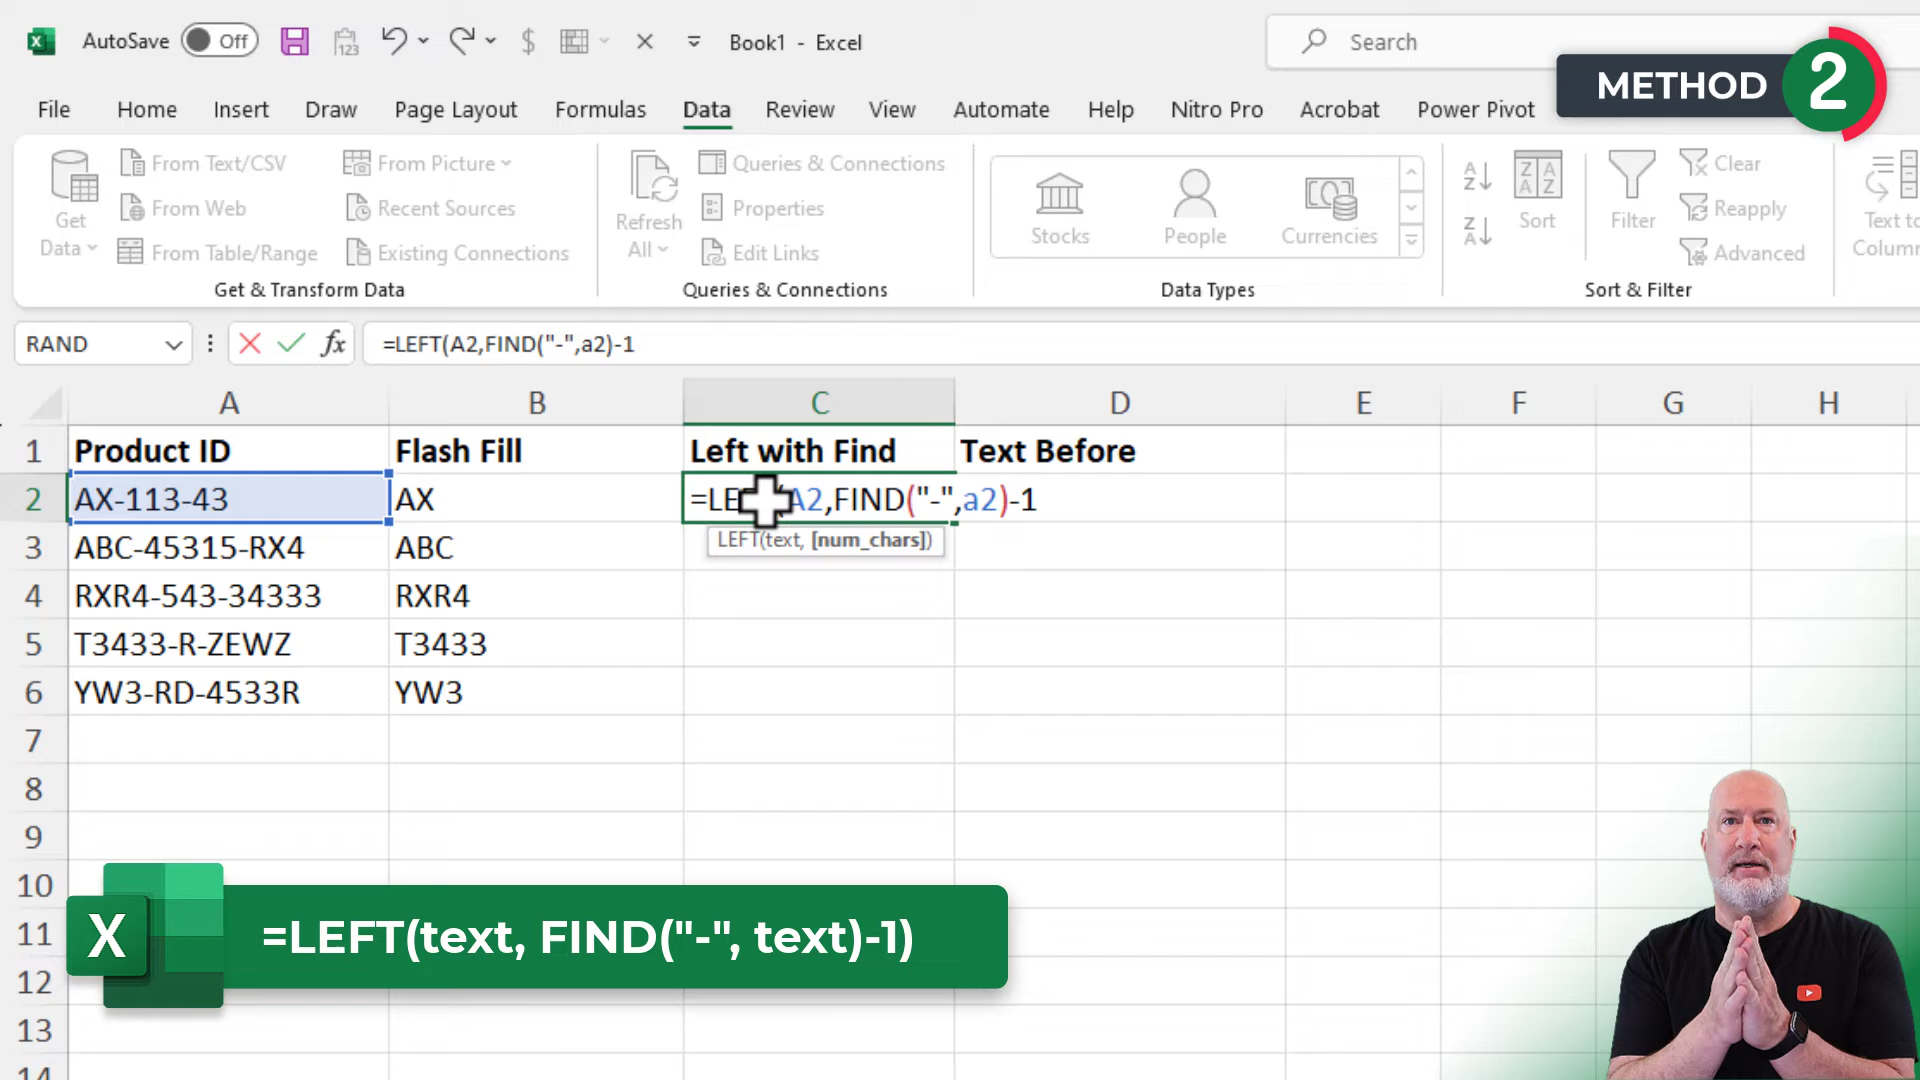 AutoSave Off Book1 - Excel Search
METHOD 2
File Home Insert Draw Page Layout Formulas Data Review View Automate Help Nitro Pro Acrobat Power Pivot
Get Data
From Text/CSV
From Web
From Table/Range
From Picture
Recent Sources
Existing Connections
Get & Transform Data
Refresh All
Queries & Connections
Properties
Edit Links
Queries & Connections
Stocks People Currencies
Data Types
Sort
Filter
Clear
Reapply
Advanced
Sort & Filter
Text to
Column
RAND fx =LEFT(A2,FIND("-",a2)-1
A B C D E F G H
1 Product ID Flash Fill Left with Find Text Before
2 AX-113-43 AX =LE A2,FIND("-",a2)-1
LEFT(text, [num_chars])
3 ABC-45315-RX4 ABC
4 RXR4-543-34333 RXR4
5 T3433-R-ZEWZ T3433
6 YW3-RD-4533R YW3
7
8
9
10
11
12
13
14
X =LEFT(text, FIND("-", text)-1)